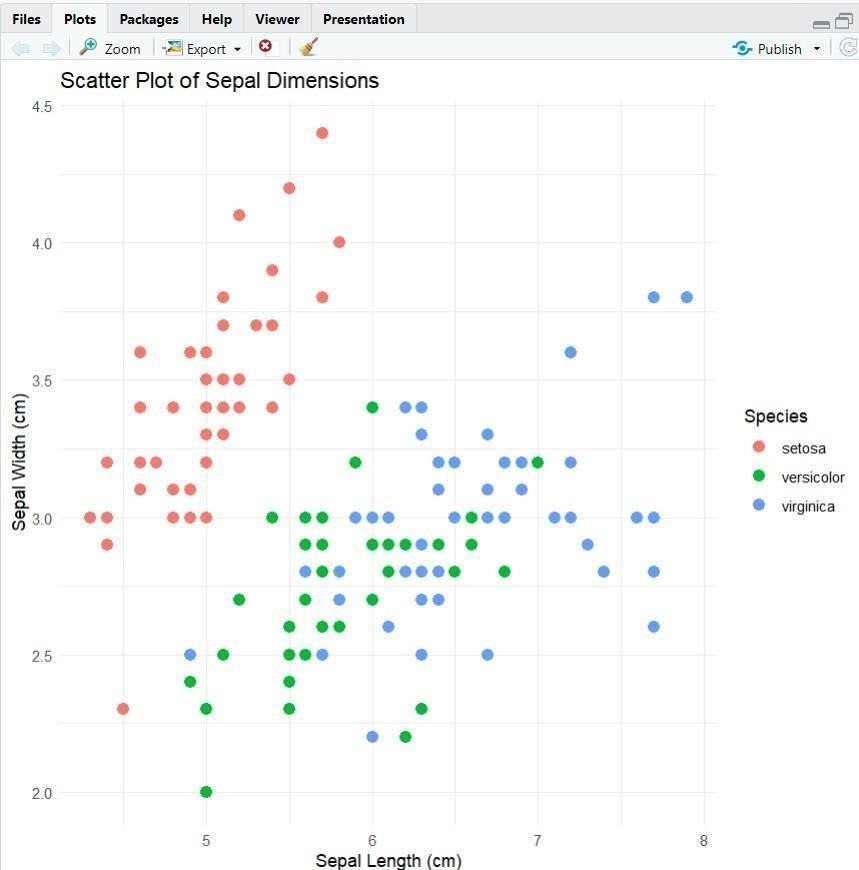 Files Plots Packages Help Viewer Presentation
Zoom Export Publish
Scatter Plot of Sepal Dimensions
4.5
4.0
3.5
3.0
2.5
2.0
Sepal Width (cm)
5 6 7 8
Sepal Length (cm)
Species
setosa
versicolor
virginica